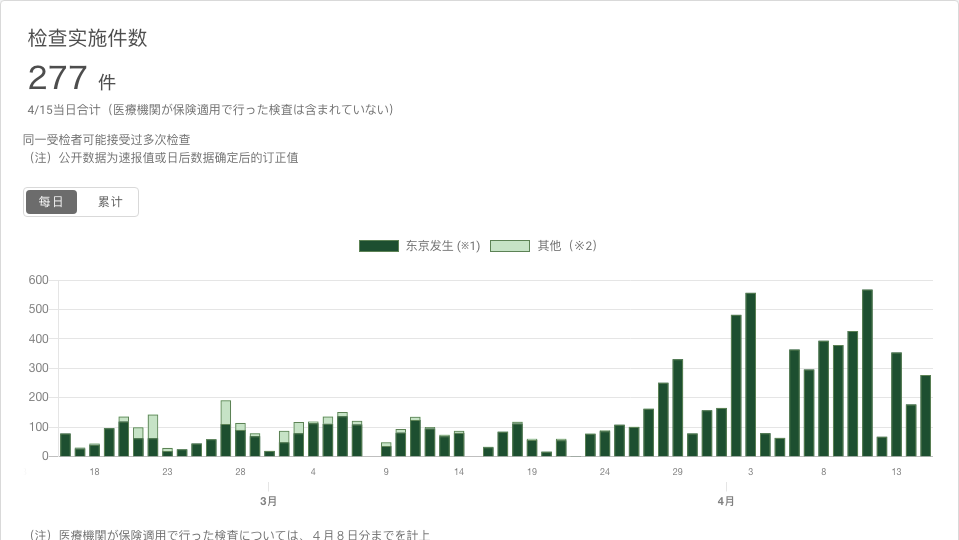 检查实施件数
277 件
4/15当日合计（医療機関が保険適用で行った検査は含まれていない）
同一受检者可能接受过多次检查
（注）公开数据为速报值或日后数据确定后的订正值
每日 累计
东京发生 (※1) 其他（※2）
600
500
400
300
200
100
0
18 23 28 4 9 14 19 24 29 3 8 13
3月 4月
（注）医療機関が保険適用で行った検査については、４月８日分までを計上